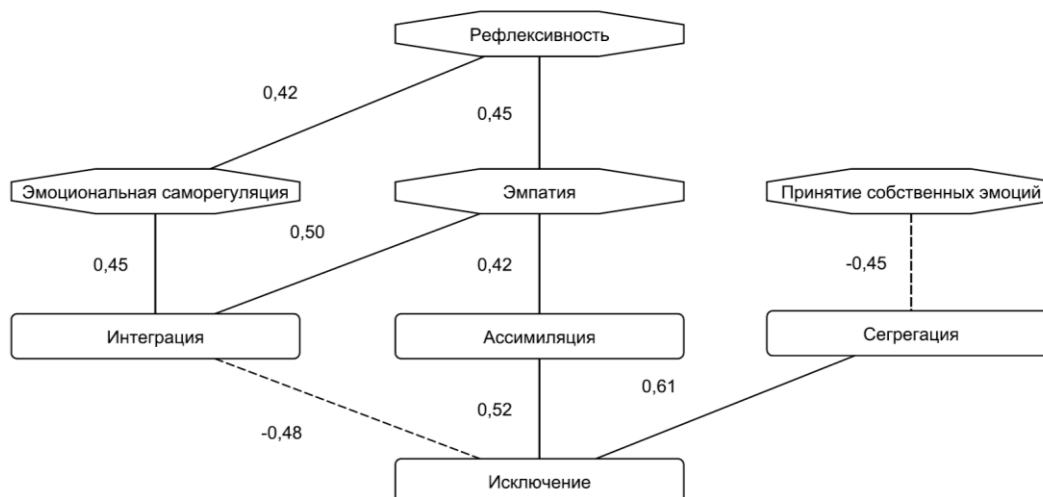 Рефлексивность
0,42
0,45
Эмоциональная саморегуляция
Эмпатия
Принятие собственных эмоций
0,50
0,45
0,42
-0,45
Интеграция
Ассимиляция
Сегрегация
0,61
0,52
-0,48
Исключение